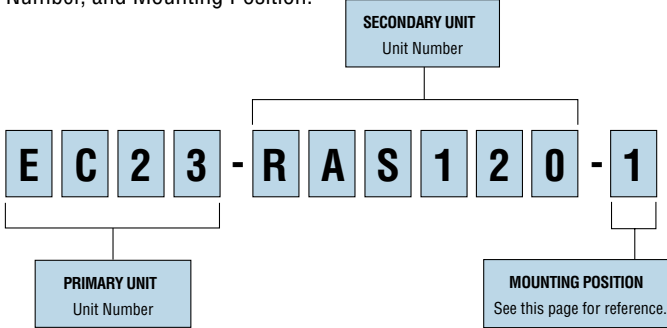 Number, and Mounting Position.
SECONDARY UNIT
Unit Number
E C 2 3 - R A S 1 2 0 - 1
PRIMARY UNIT
Unit Number
MOUNTING POSITION
See this page for reference.